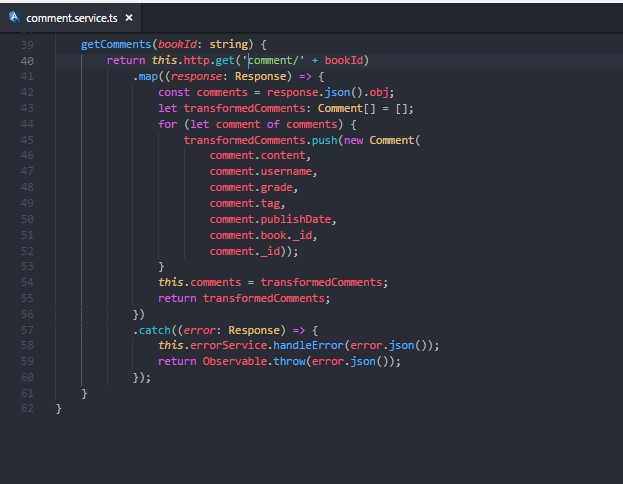 comment.service.ts ×
39 getComments(bookId: string) {
40 return this.http.get('comment/' + bookId)
41 .map((response: Response) => {
42 const comments = response.json().obj;
43 let transformedComments: Comment[] = [];
44 for (let comment of comments) {
45 transformedComments.push(new Comment(
46 comment.content,
47 comment.username,
48 comment.grade,
49 comment.tag,
50 comment.publishDate,
51 comment.book._id,
52 comment._id));
53 }
54 this.comments = transformedComments;
55 return transformedComments;
56 })
57 .catch((error: Response) => {
58 this.errorService.handleError(error.json());
59 return Observable.throw(error.json());
60 });
61 }
62 }